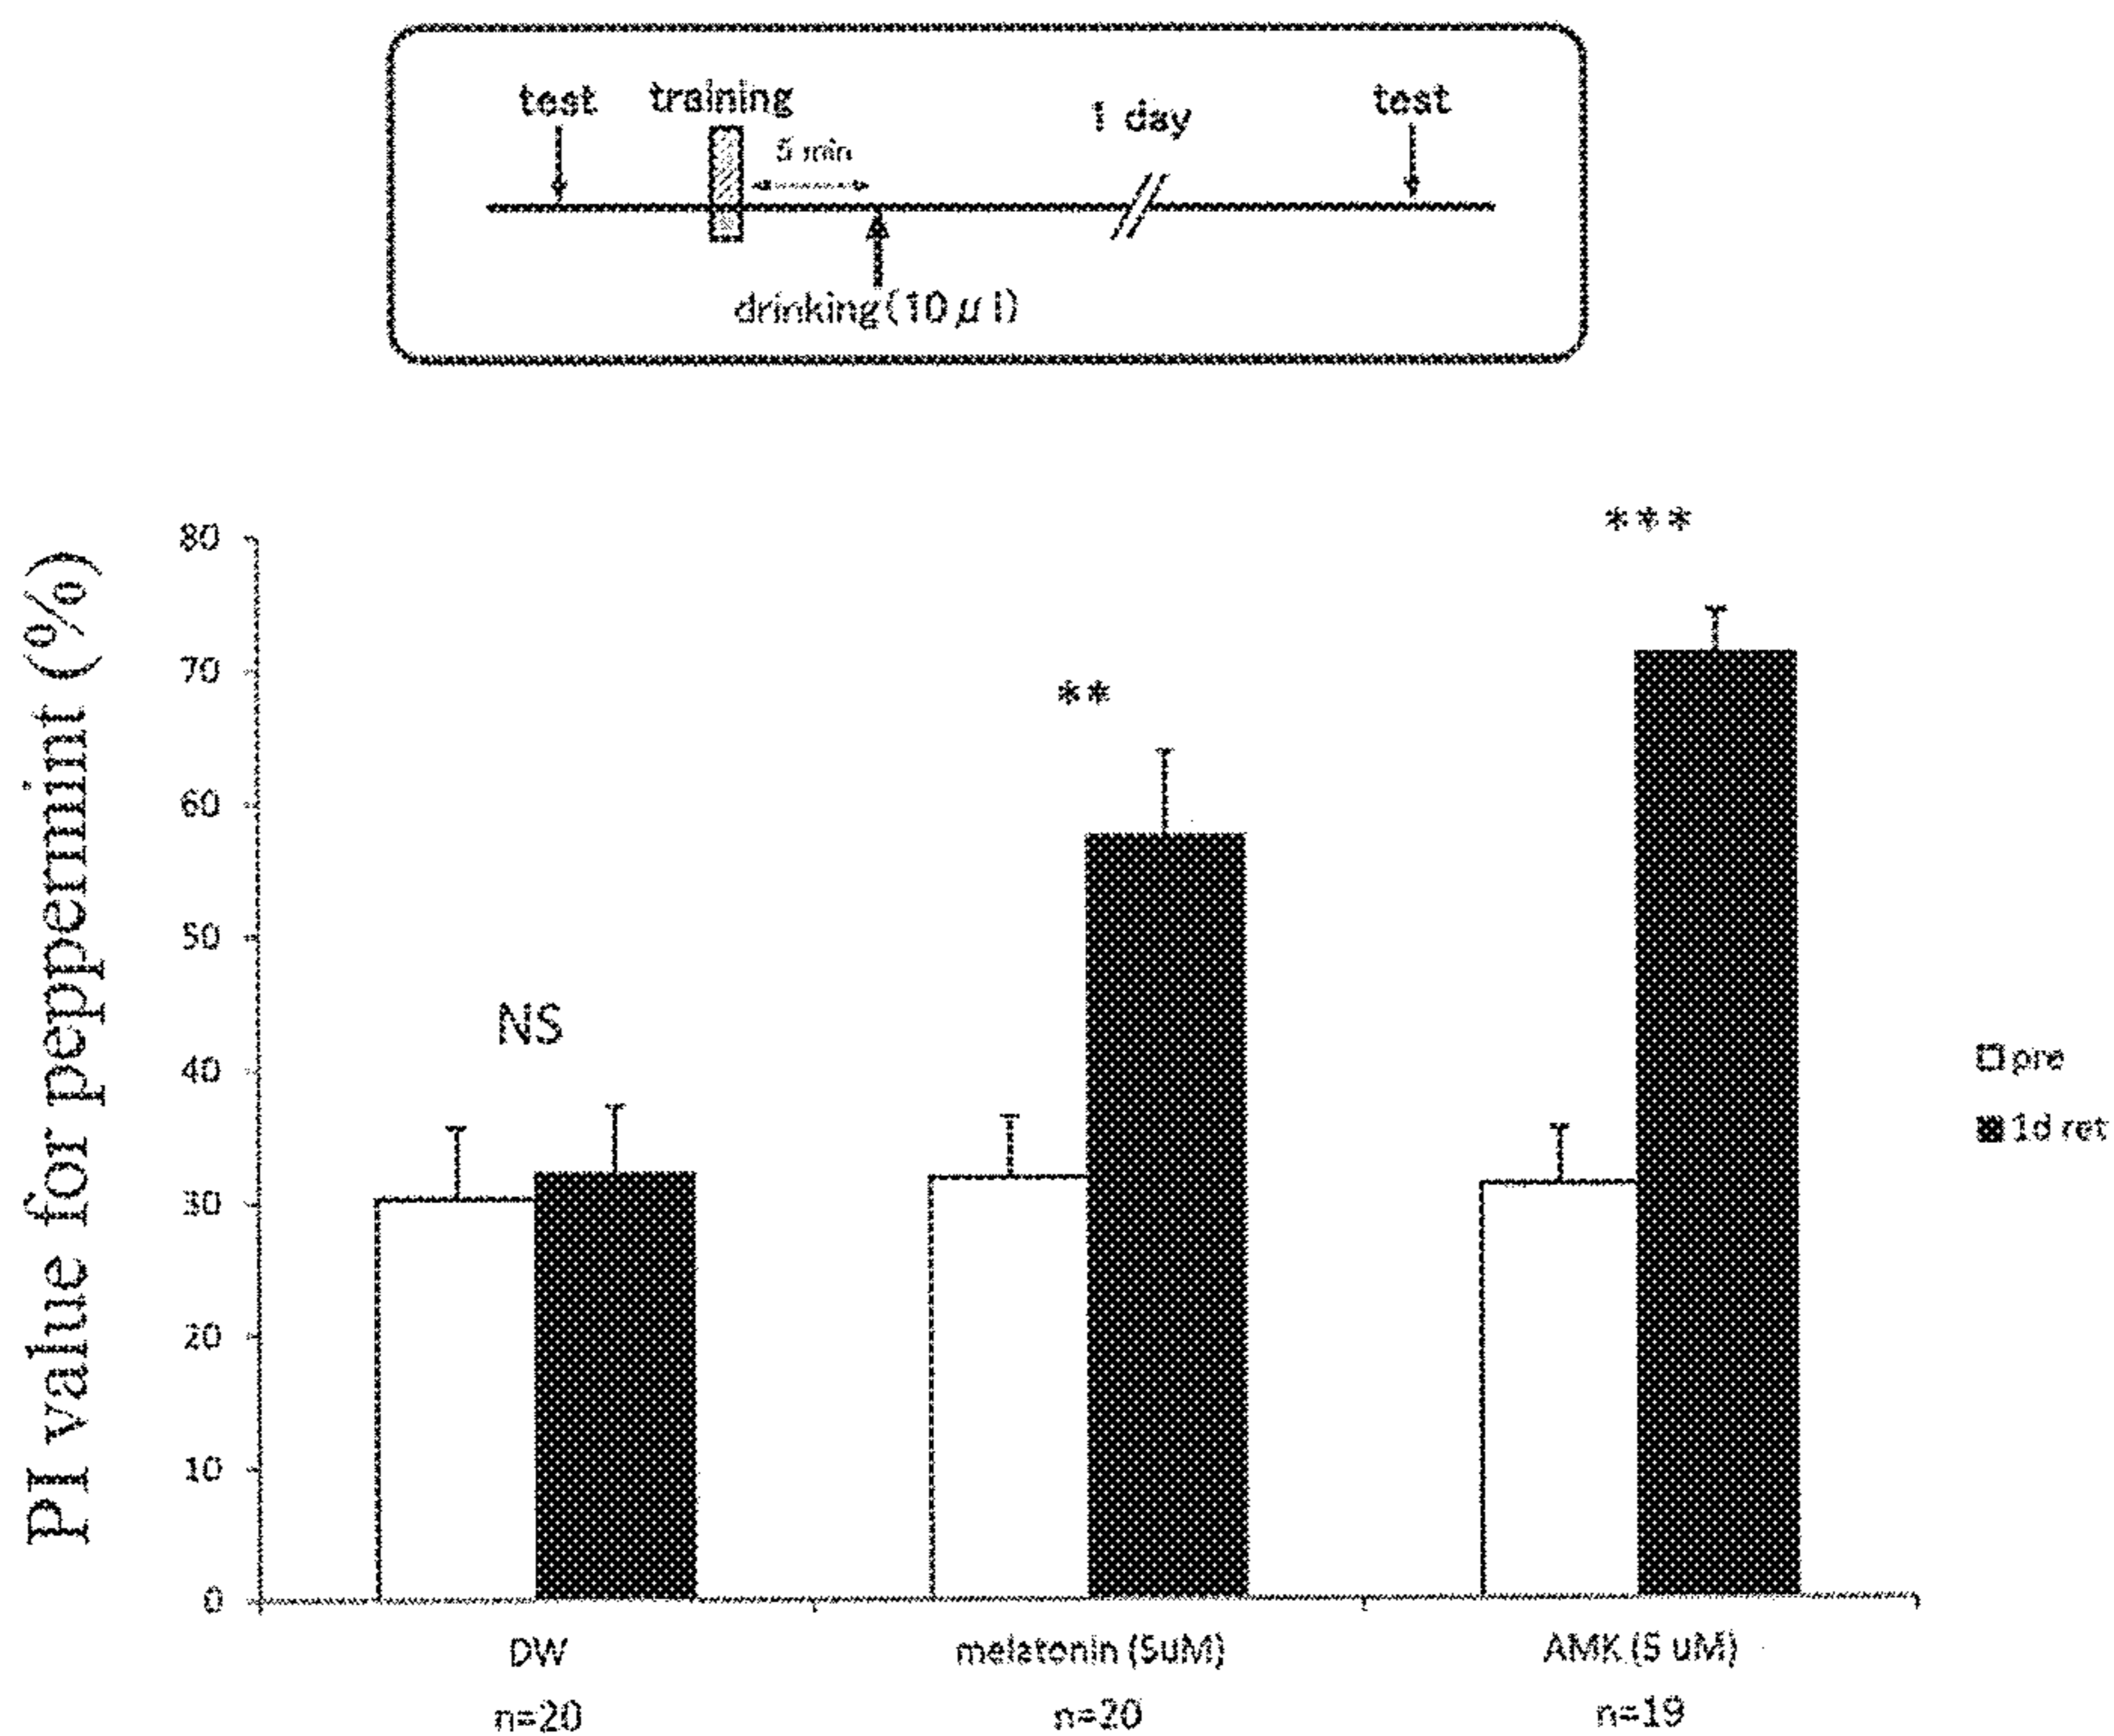 test training 1 day test
5 min
drinking(10μl)
PI value for peppermint (%)
80
70
60
50
40
30
20
10
0
***
**
NS
pre
1d ret
DW melatonin (5uM) AMK (5 uM)
n=20 n=20 n=19